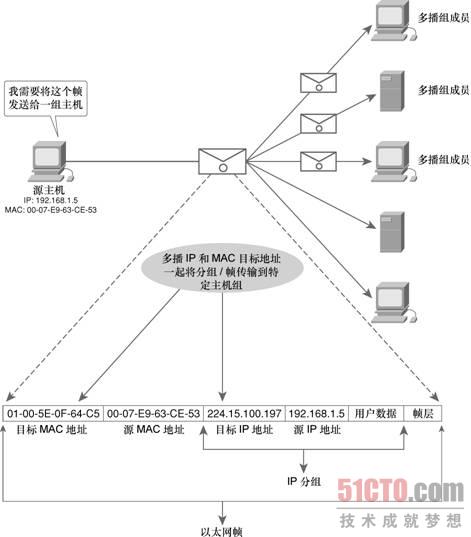 多播组成员
我需要将这个帧
发送给一组主机
多播组成员
多播组成员
源主机
IP: 192.168.1.5
MAC: 00-07-E9-63-CE-53
多播 IP 和 MAC 目标地址
一起将分组 / 帧传输到特
定主机组
01-00-5E-0F-64-C5 00-07-E9-63-CE-53 224.15.100.197 192.168.1.5 用户数据 帧层
目标 MAC 地址 源 MAC 地址 目标 IP 地址 源 IP 地址
IP 分组
以太网帧
51CTO.com
技术成就梦想